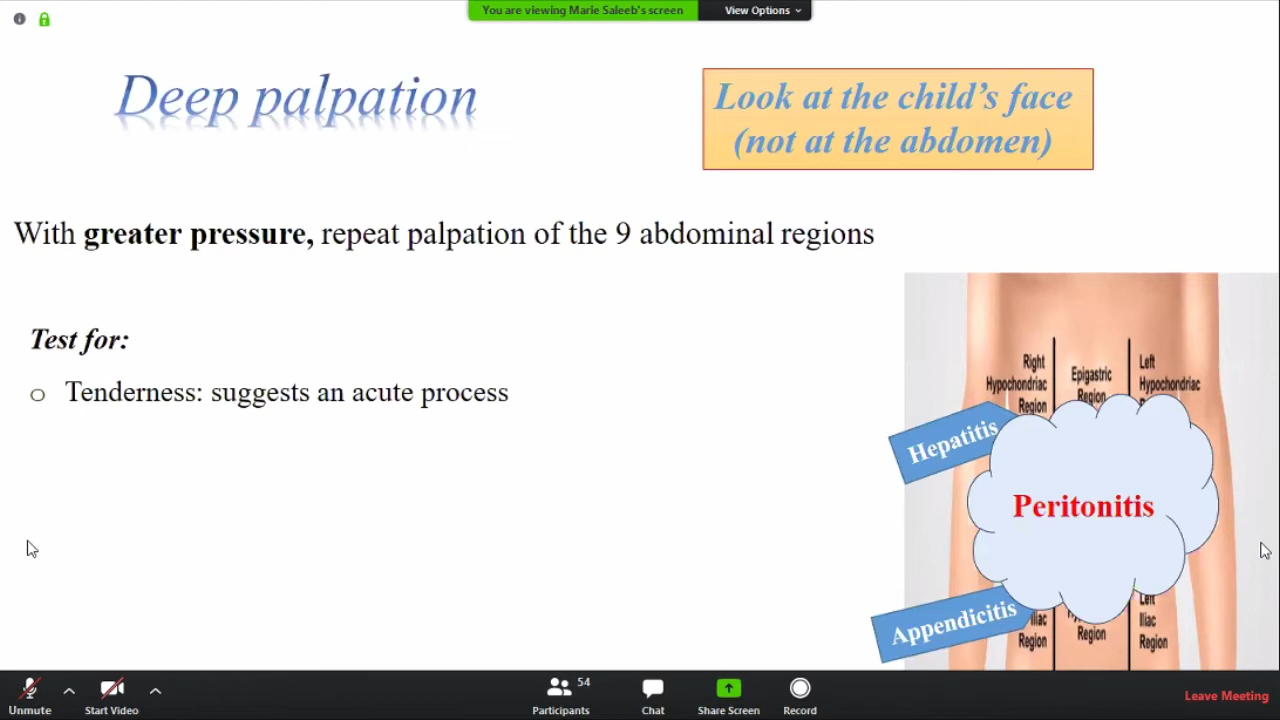 You are viewing Marie Saleeb's screen
View Options
Deep palpation
Look at the child's face
(not at the abdomen)
With greater pressure, repeat palpation of the 9 abdominal regions
Test for:
o Tenderness: suggests an acute process
Right
Hypochondriac
Region
Epigastric
Region
Left
Hypochondriac
Hepatitis
Peritonitis
Appendicitis
Iliac
Region
Region
Left
Iliac
Region
Unmute
Start Video
54
Participants
Chat
Share Screen
Record
Leave Meeting